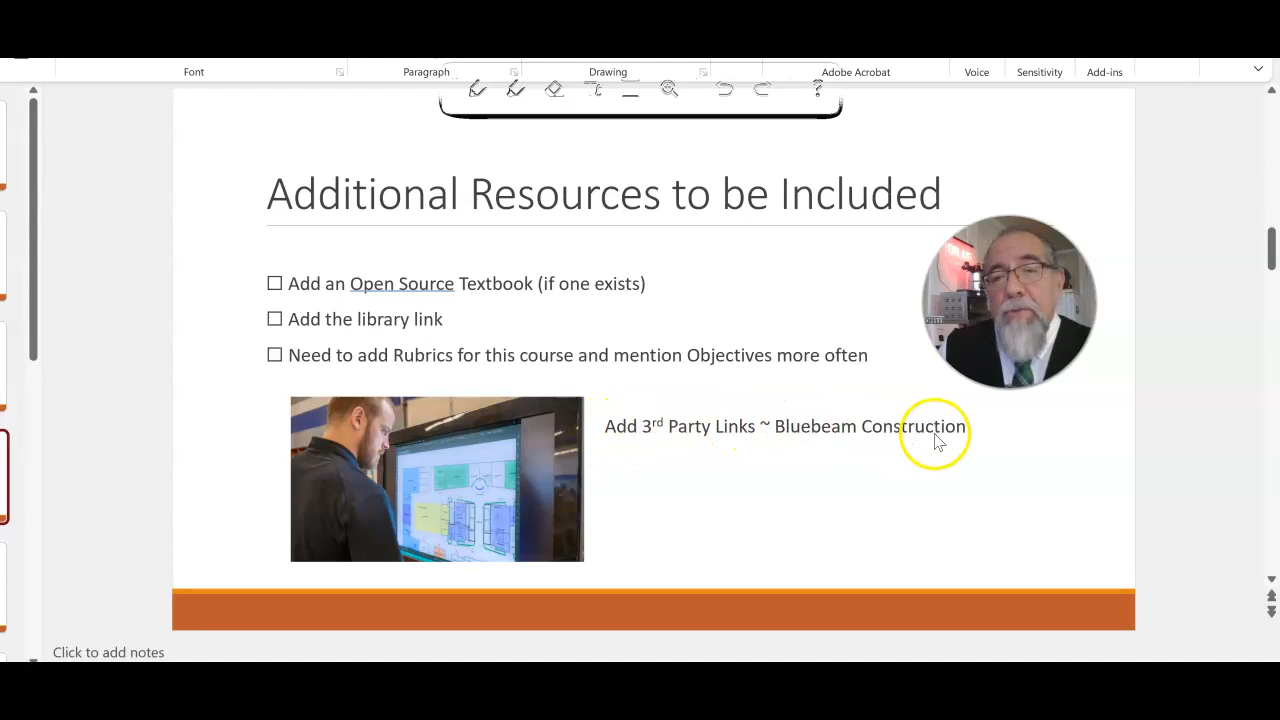 Font
Paragraph
Drawing
Adobe Acrobat
Voice
Sensitivity
Add-ins
?
Additional Resources to be Included
☐ Add an Open Source Textbook (if one exists)
☐ Add the library link
☐ Need to add Rubrics for this course and mention Objectives more often
Add 3rd Party Links ~ Bluebeam Construction
Click to add notes